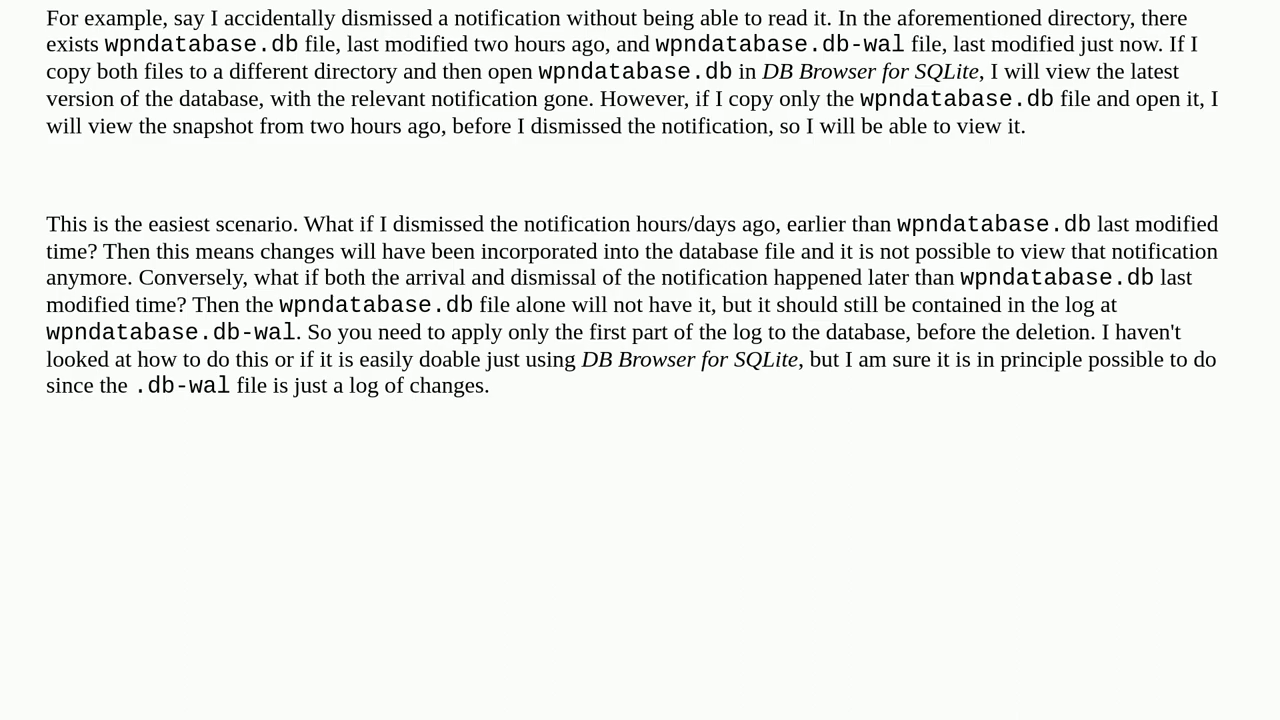 For example, say I accidentally dismissed a notification without being able to read it. In the aforementioned directory, there
exists wpndatabase.db file, last modified two hours ago, and wpndatabase.db-wal file, last modified just now. If I
copy both files to a different directory and then open wpndatabase.db in DB Browser for SQLite, I will view the latest
version of the database, with the relevant notification gone. However, if I copy only the wpndatabase.db file and open it, I
will view the snapshot from two hours ago, before I dismissed the notification, so I will be able to view it.
This is the easiest scenario. What if I dismissed the notification hours/days ago, earlier than wpndatabase.db last modified
time? Then this means changes will have been incorporated into the database file and it is not possible to view that notification
anymore. Conversely, what if both the arrival and dismissal of the notification happened later than wpndatabase.db last
modified time? Then the wpndatabase.db file alone will not have it, but it should still be contained in the log at
wpndatabase.db-wal. So you need to apply only the first part of the log to the database, before the deletion. I haven't
looked at how to do this or if it is easily doable just using DB Browser for SQLite, but I am sure it is in principle possible to do
since the .db-wal file is just a log of changes.